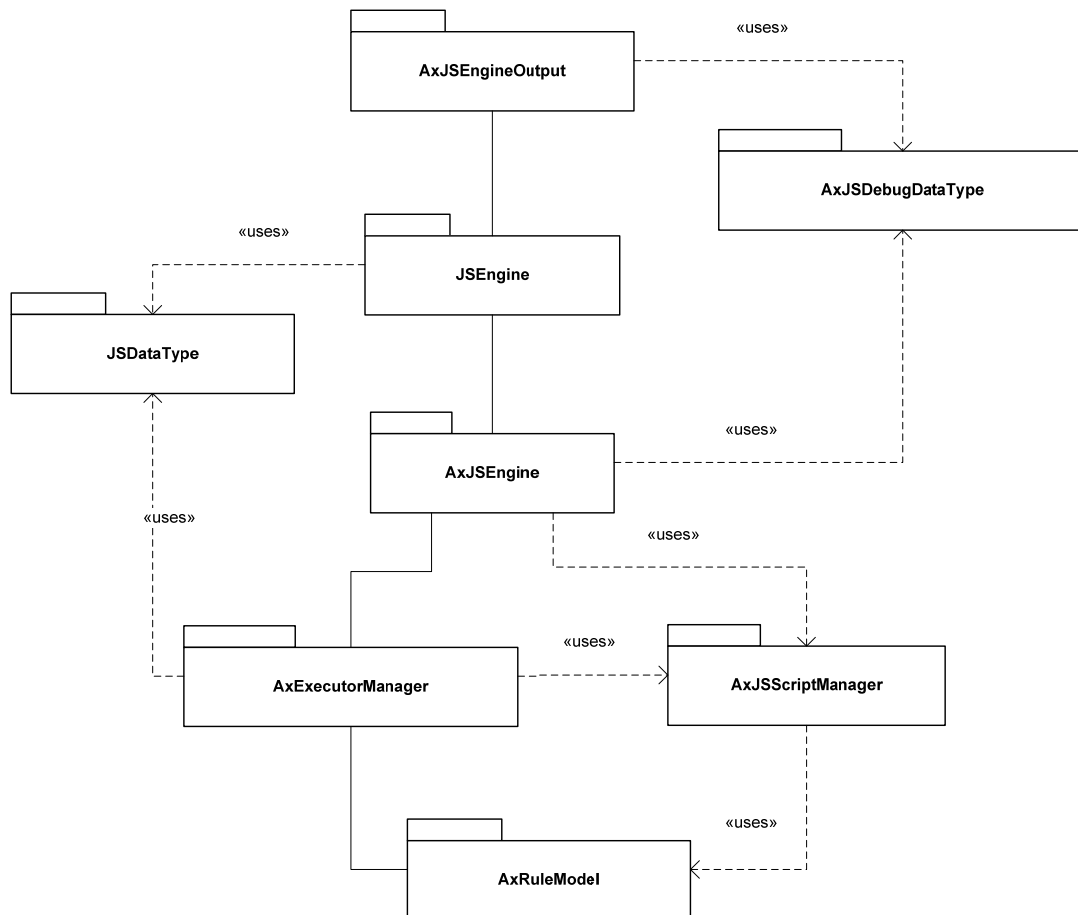 «uses»
AxJSEngineOutput
AxJSDebugDataType
«uses»
JSEngine
JSDataType
«uses»
AxJSEngine
«uses»
«uses»
«uses»
AxExecutorManager
AxJSScriptManager
«uses»
AxRuleModel